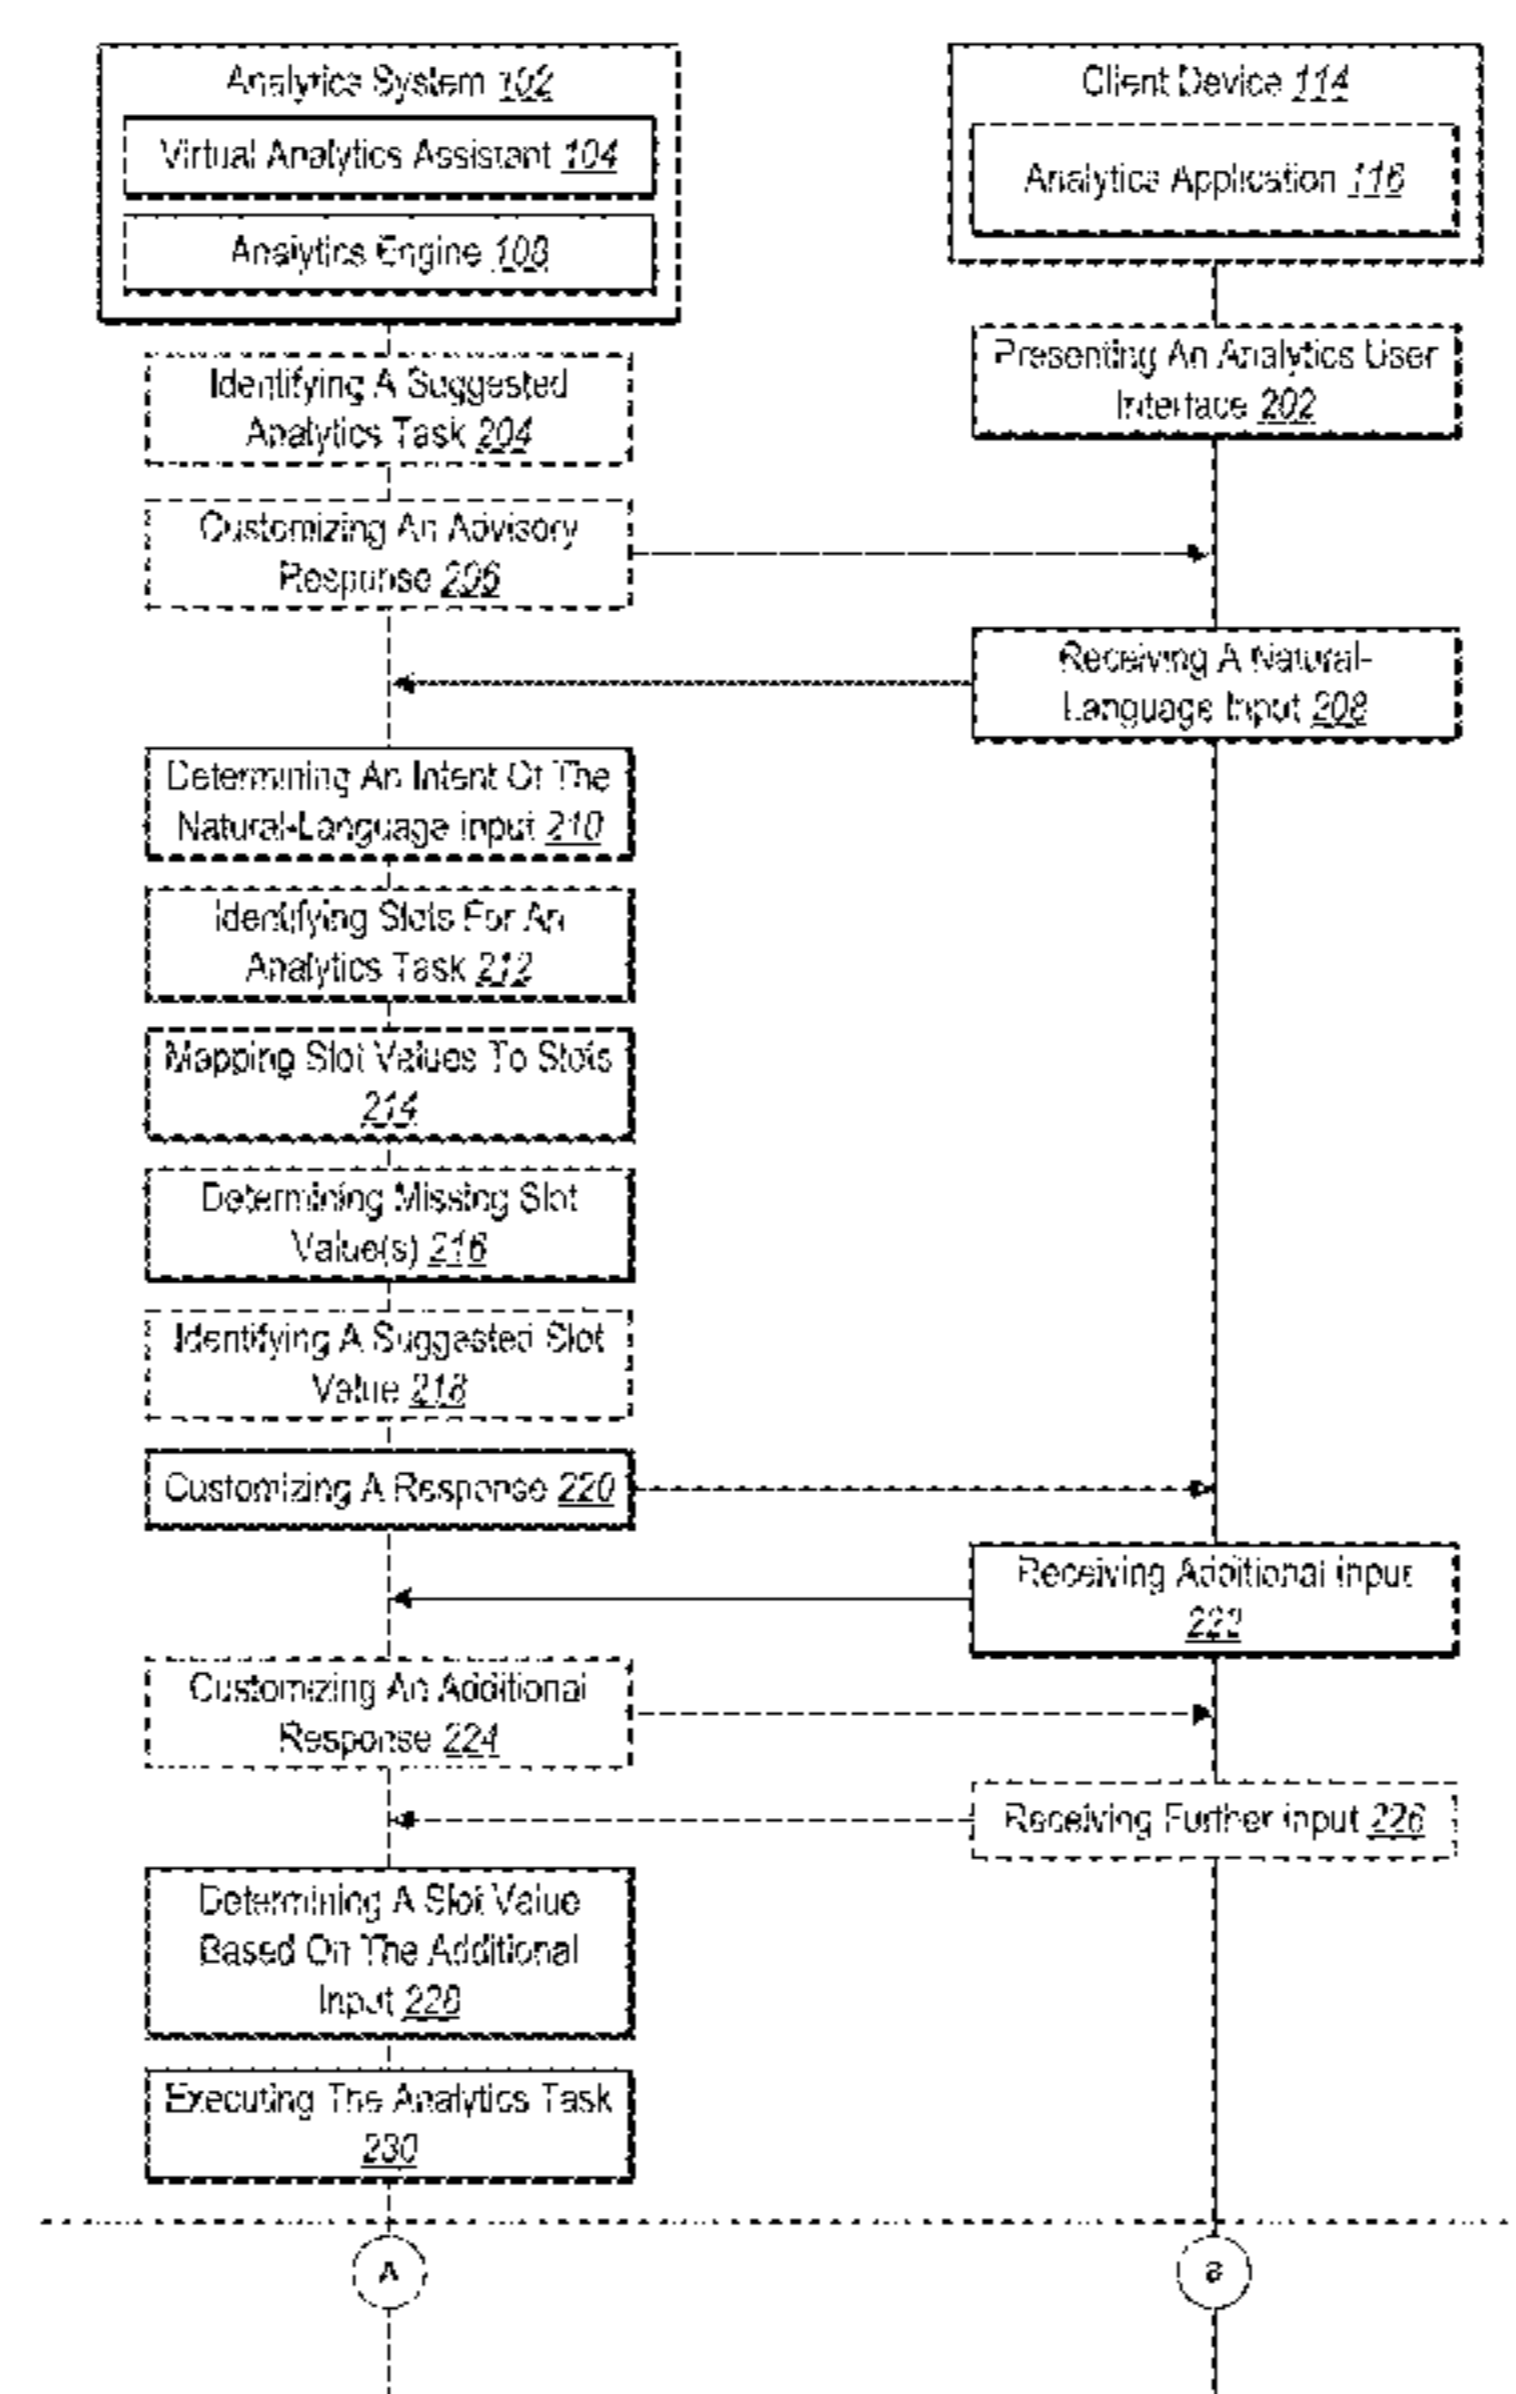 Analytics System 102
Virtual Analytics Assistant 104
Analytics Engine 108
Client Device 114
Analytics Application 116
Identifying A Suggested
Analytics Task 204
Presenting An Analytics User
Interface 202
Customizing An Advisory
Response 206
Receiving A Natural-
Language Input 208
Determining An Intent Of The
Natural-Language input 210
Identifying Slots For An
Analytics Task 212
Mapping Slot Values To Slots
214
Determining Missing Slot
Value(s) 216
Identifying A Suggested Slot
Value 218
Customizing A Response 220
Receiving Additional input
222
Customizing An Additional
Response 224
Receiving Further input 226
Determining A Slot Value
Based On The Additional
Input 228
Executing The Analytics Task
230
A
B